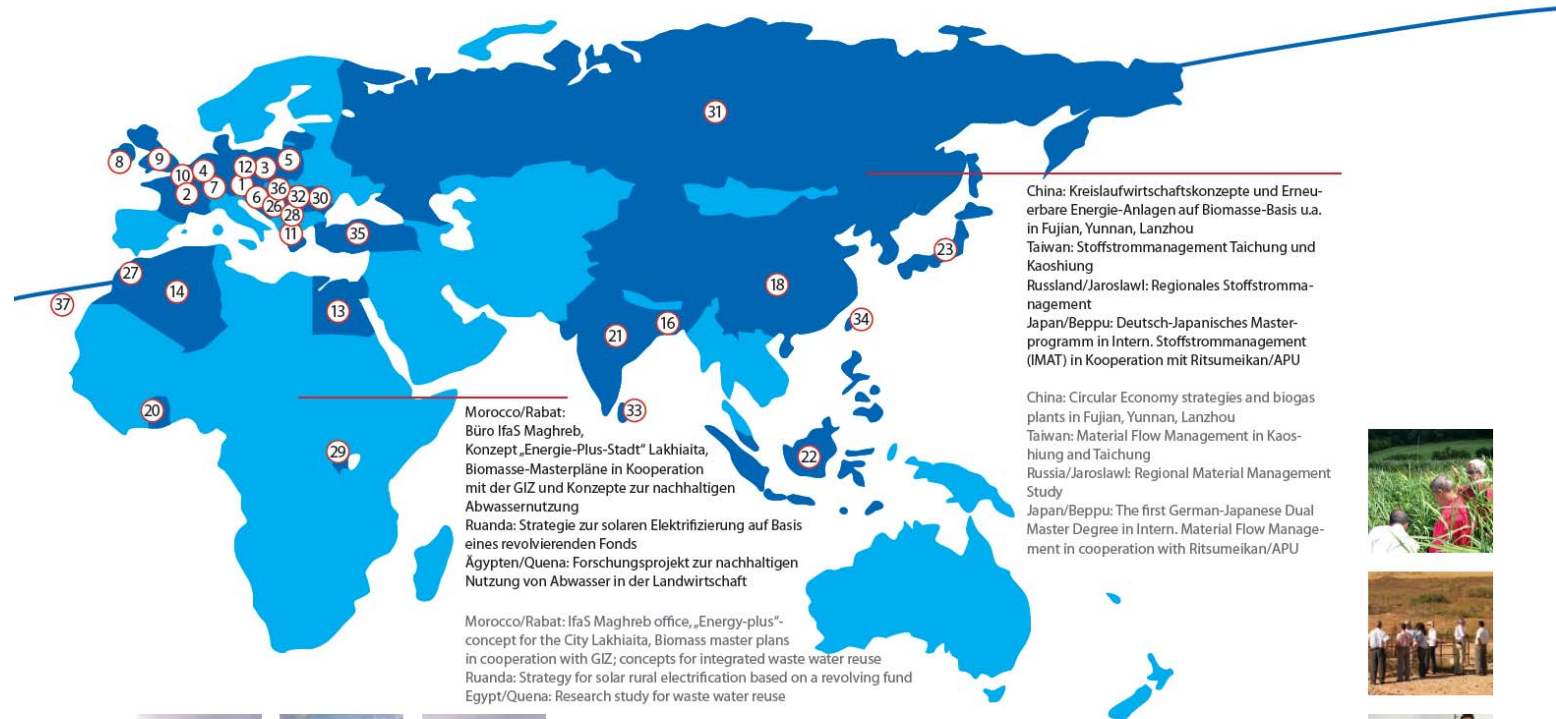 31
8
9
10
4
12
3
5
2
7
1
6
36
26
32
30
28
11
35
27
14
37
13
18
23
21
16
34
20
33
29
22
China: Kreislaufwirtschaftskonzepte und Erneu-
erbare Energie-Anlagen auf Biomasse-Basis u.a.
in Fujian, Yunnan, Lanzhou
Taiwan: Stoffstrommanagement Taichung und
Kaoshiung
Russland/Jaroslawl: Regionales Stoffstromma-
nagement
Japan/Beppu: Deutsch-Japanisches Master-
programm in Intern. Stoffstrommanagement
(IMAT) in Kooperation mit Ritsumeikan/APU
China: Circular Economy strategies and biogas
plants in Fujian, Yunnan, Lanzhou
Taiwan: Material Flow Management in Kaos-
hiung and Taichung
Russia/Jaroslawl: Regional Material Management
Study
Japan/Beppu: The first German-Japanese Dual
Master Degree in Intern. Material Flow Manage-
ment in cooperation with Ritsumeikan/APU
Morocco/Rabat:
Büro IfaS Maghreb,
Konzept „Energie-Plus-Stadt" Lakhiaita,
Biomasse-Masterpläne in Kooperation
mit der GIZ und Konzepte zur nachhaltigen
Abwassernutzung
Ruanda: Strategie zur solaren Elektrifizierung auf Basis
eines revolvierenden Fonds
Ägypten/Quena: Forschungsprojekt zur nachhaltigen
Nutzung von Abwasser in der Landwirtschaft
Morocco/Rabat: IfaS Maghreb office, „Energy-plus"-
concept for the City Lakhiaita, Biomass master plans
in cooperation with GIZ; concepts for integrated waste water reuse
Ruanda: Strategy for solar rural electrification based on a revolving fund
Egypt/Quena: Research study for waste water reuse